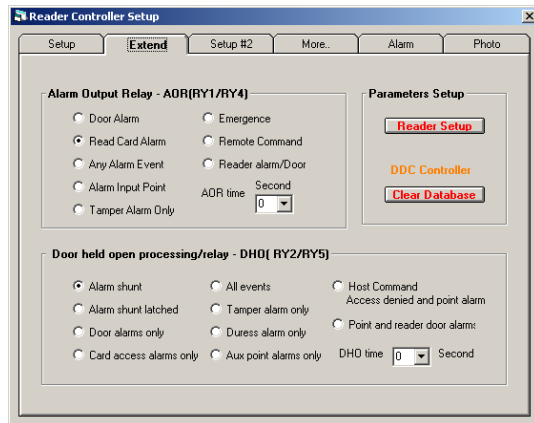 Reader Controller Setup
Setup Extend Setup #2 More.. Alarm Photo
Alarm Output Relay - AOR(RY1/RY4)
Door Alarm Emergence
Read Card Alarm Remote Command
Any Alarm Event Reader alarm/Door
Alarm Input Point
Tamper Alarm Only
AOR time Second
0
Parameters Setup
Reader Setup
DDC Controller
Clear Database
Door held open processing/relay - DHO( RY2/RY5)
Alarm shunt All events Host Command
Access denied and point alarm
Alarm shunt latched Tamper alarm only
Door alarms only Duress alarm only Point and reader door alarms
Card access alarms only Aux point alarms only DHO time 0 Second